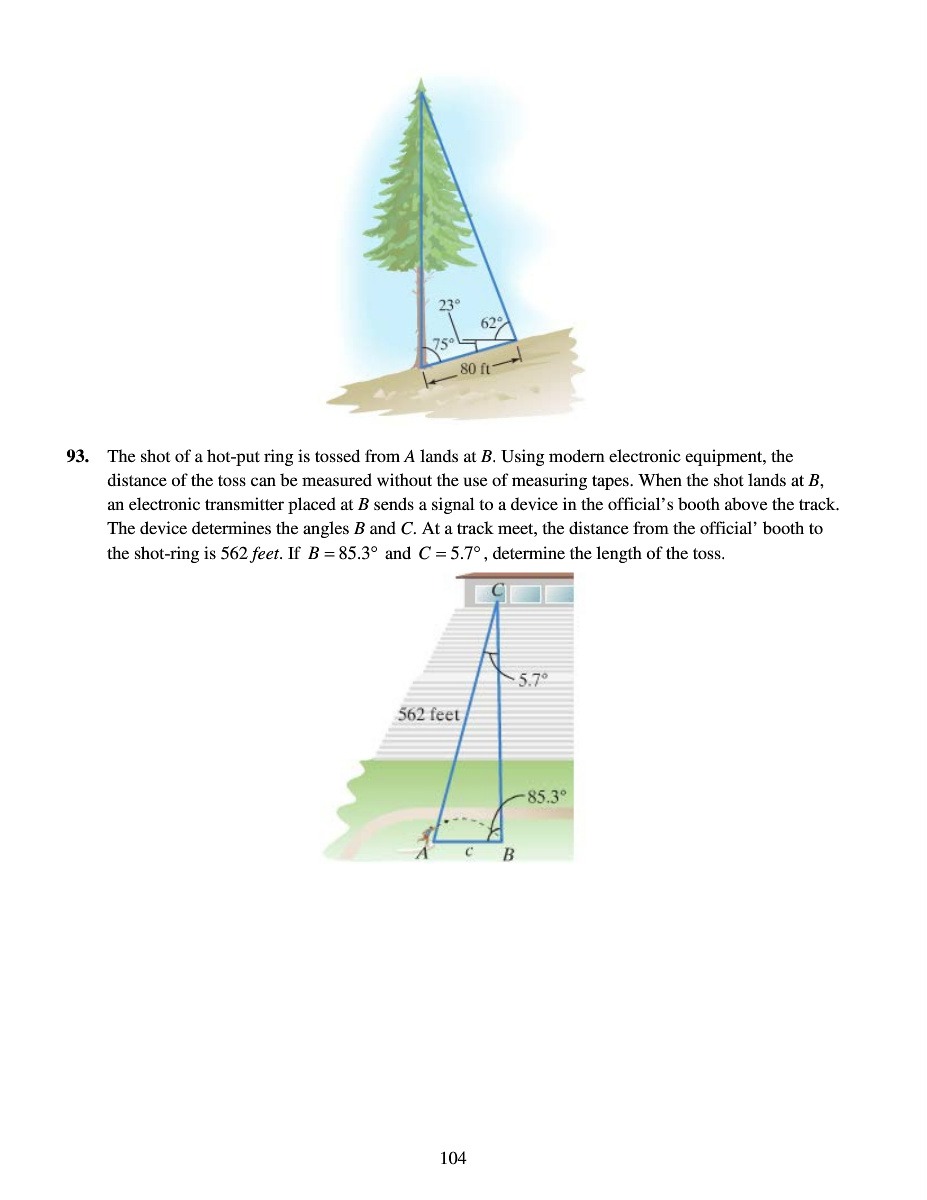 23°
62°
75°
80 ft
93. The shot of a hot-put ring is tossed from A lands at B. Using modern electronic equipment, the
distance of the toss can be measured without the use of measuring tapes. When the shot lands at B,
an electronic transmitter placed at B sends a signal to a device in the official’s booth above the track.
The device determines the angles B and C. At a track meet, the distance from the official’ booth to
the shot-ring is 562 feet. If B = 85.3° and C = 5.7°, determine the length of the toss.
C
5.7°
562 feet
85.3°
A c B
104